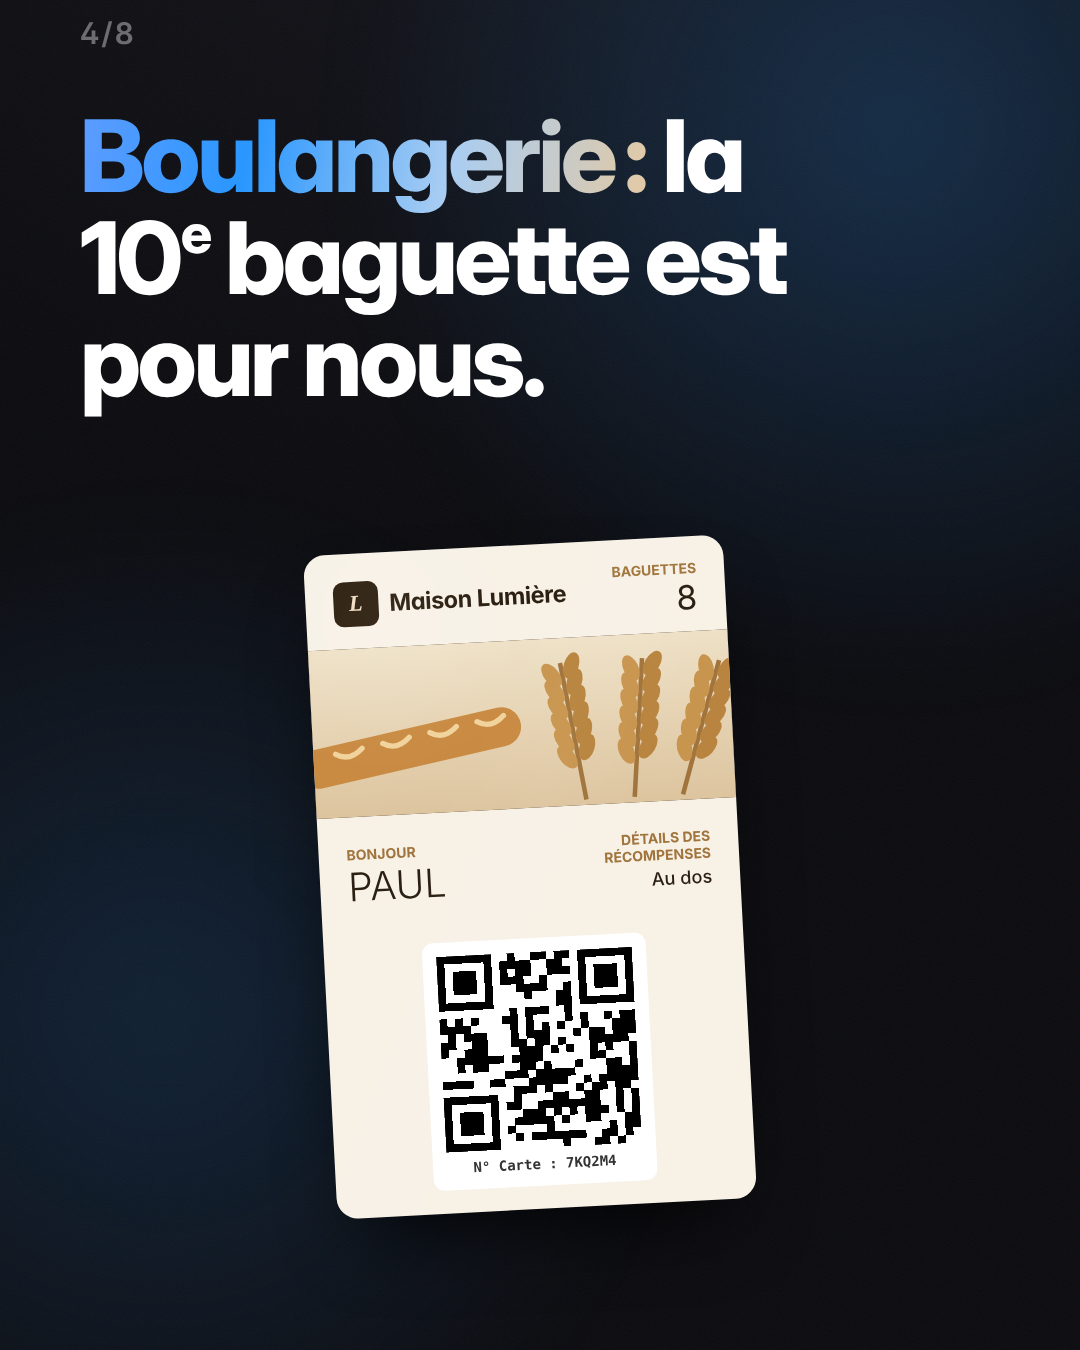 4/8
Boulangerie : la
10e baguette est
pour nous.
L
Maison Lumière
BAGUETTES
8
BONJOUR
PAUL
DÉTAILS DES
RÉCOMPENSES
Au dos
N° Carte : 7KQ2M4